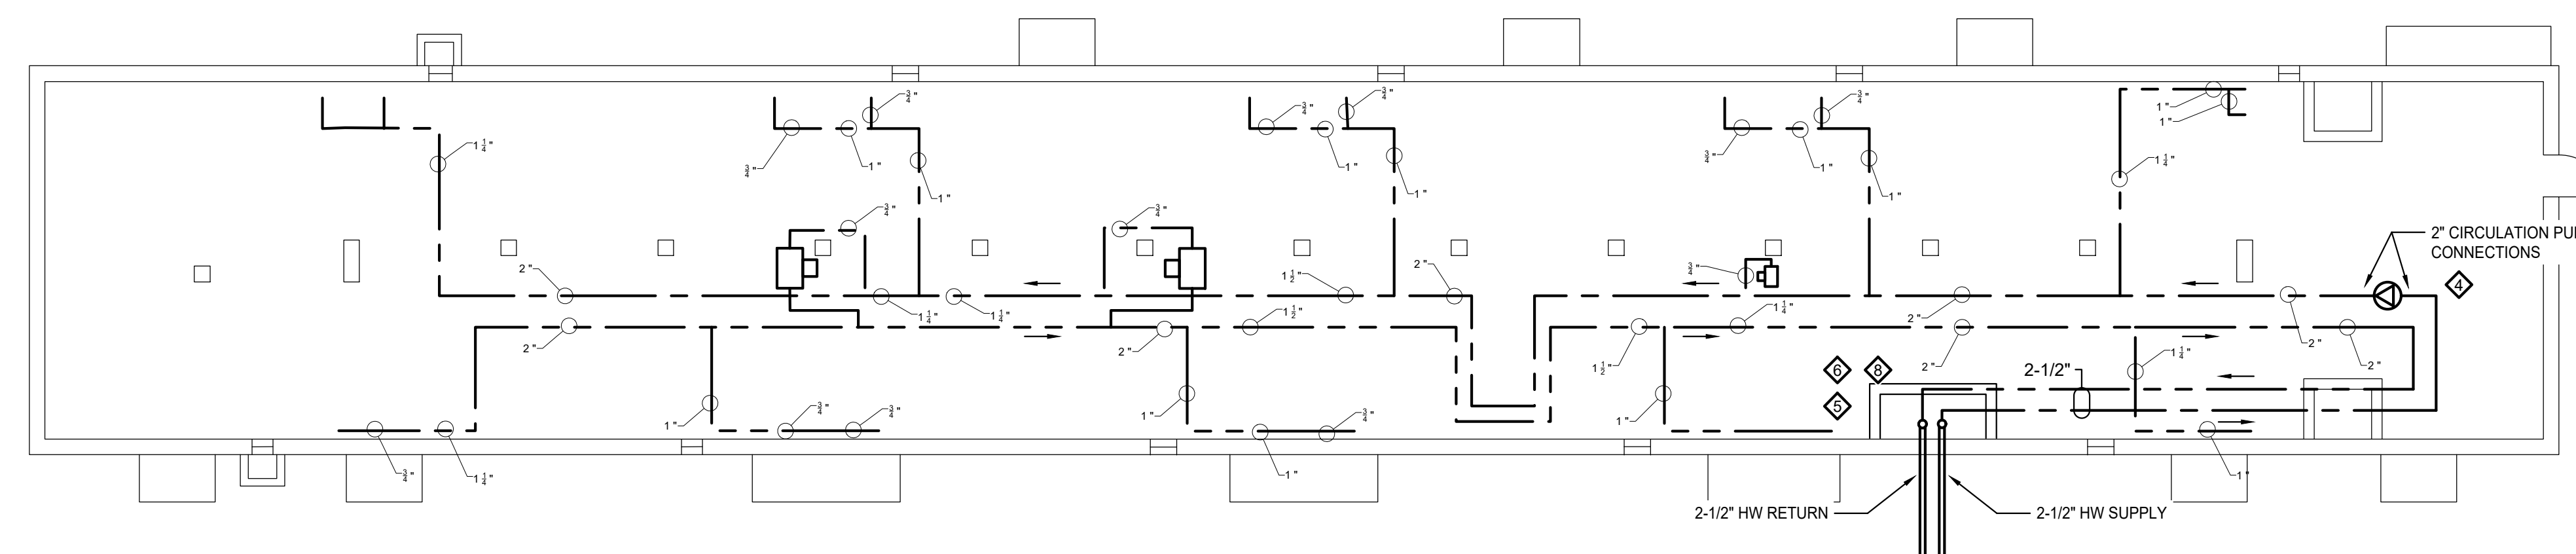 3/4 "
3/4 "
3/4 "
3/4 "
1 "
1 "
1 1/4 "
3/4 "
1 "
1 "
1 "
1 "
3/4 "
1 "
1 "
1 1/4 "
3/4 "
3/4 "
2" CIRCULATION
CONNECTIONS
4
2 "
1 1/2 "
2 "
3/4 "
1 1/4 "
1 1/4 "
1 1/2 "
1 1/4 "
2 "
2 "
2 "
2 "
1 1/2 "
2 "
1 1/4 "
2 "
6
8
2-1/2"
5
1 "
3/4 "
3/4 "
1 "
3/4 "
1 "
3/4 "
1 1/4 "
1 "
1 "
2-1/2" HW RETURN
2-1/2" HW SUPPLY